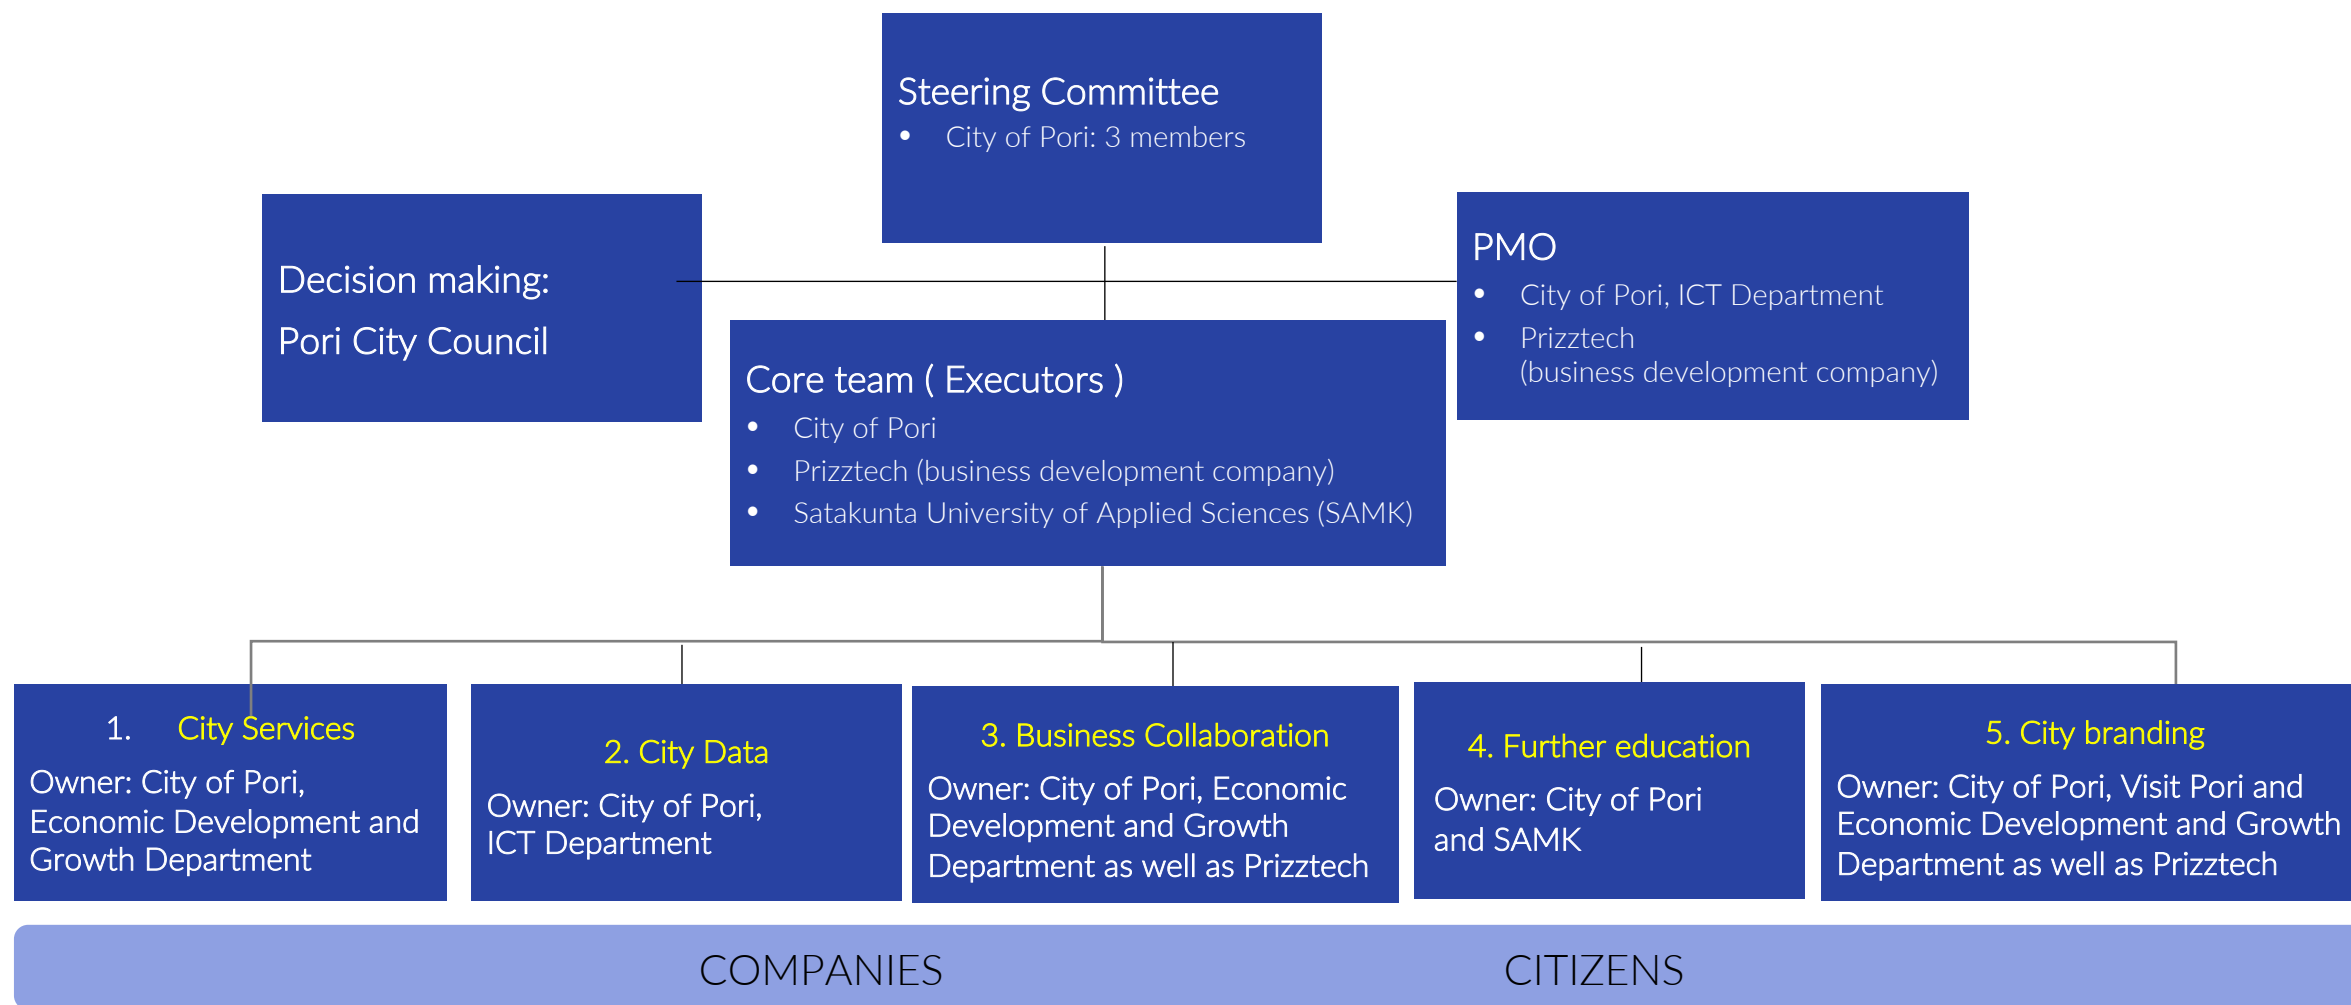 Steering Committee
• City of Pori: 3 members
Decision making:
Pori City Council
PMO
• City of Pori, ICT Department
• Prizztech
(business development company)
Core team ( Executors )
• City of Pori
• Prizztech (business development company)
• Satakunta University of Applied Sciences (SAMK)
1. City Services
Owner: City of Pori,
Economic Development and
Growth Department
2. City Data
Owner: City of Pori,
ICT Department
3. Business Collaboration
Owner: City of Pori, Economic
Development and Growth
Department as well as Prizztech
4. Further education
Owner: City of Pori
and SAMK
5. City branding
Owner: City of Pori, Visit Pori and
Economic Development and Growth
Department as well as Prizztech
COMPANIES
CITIZENS